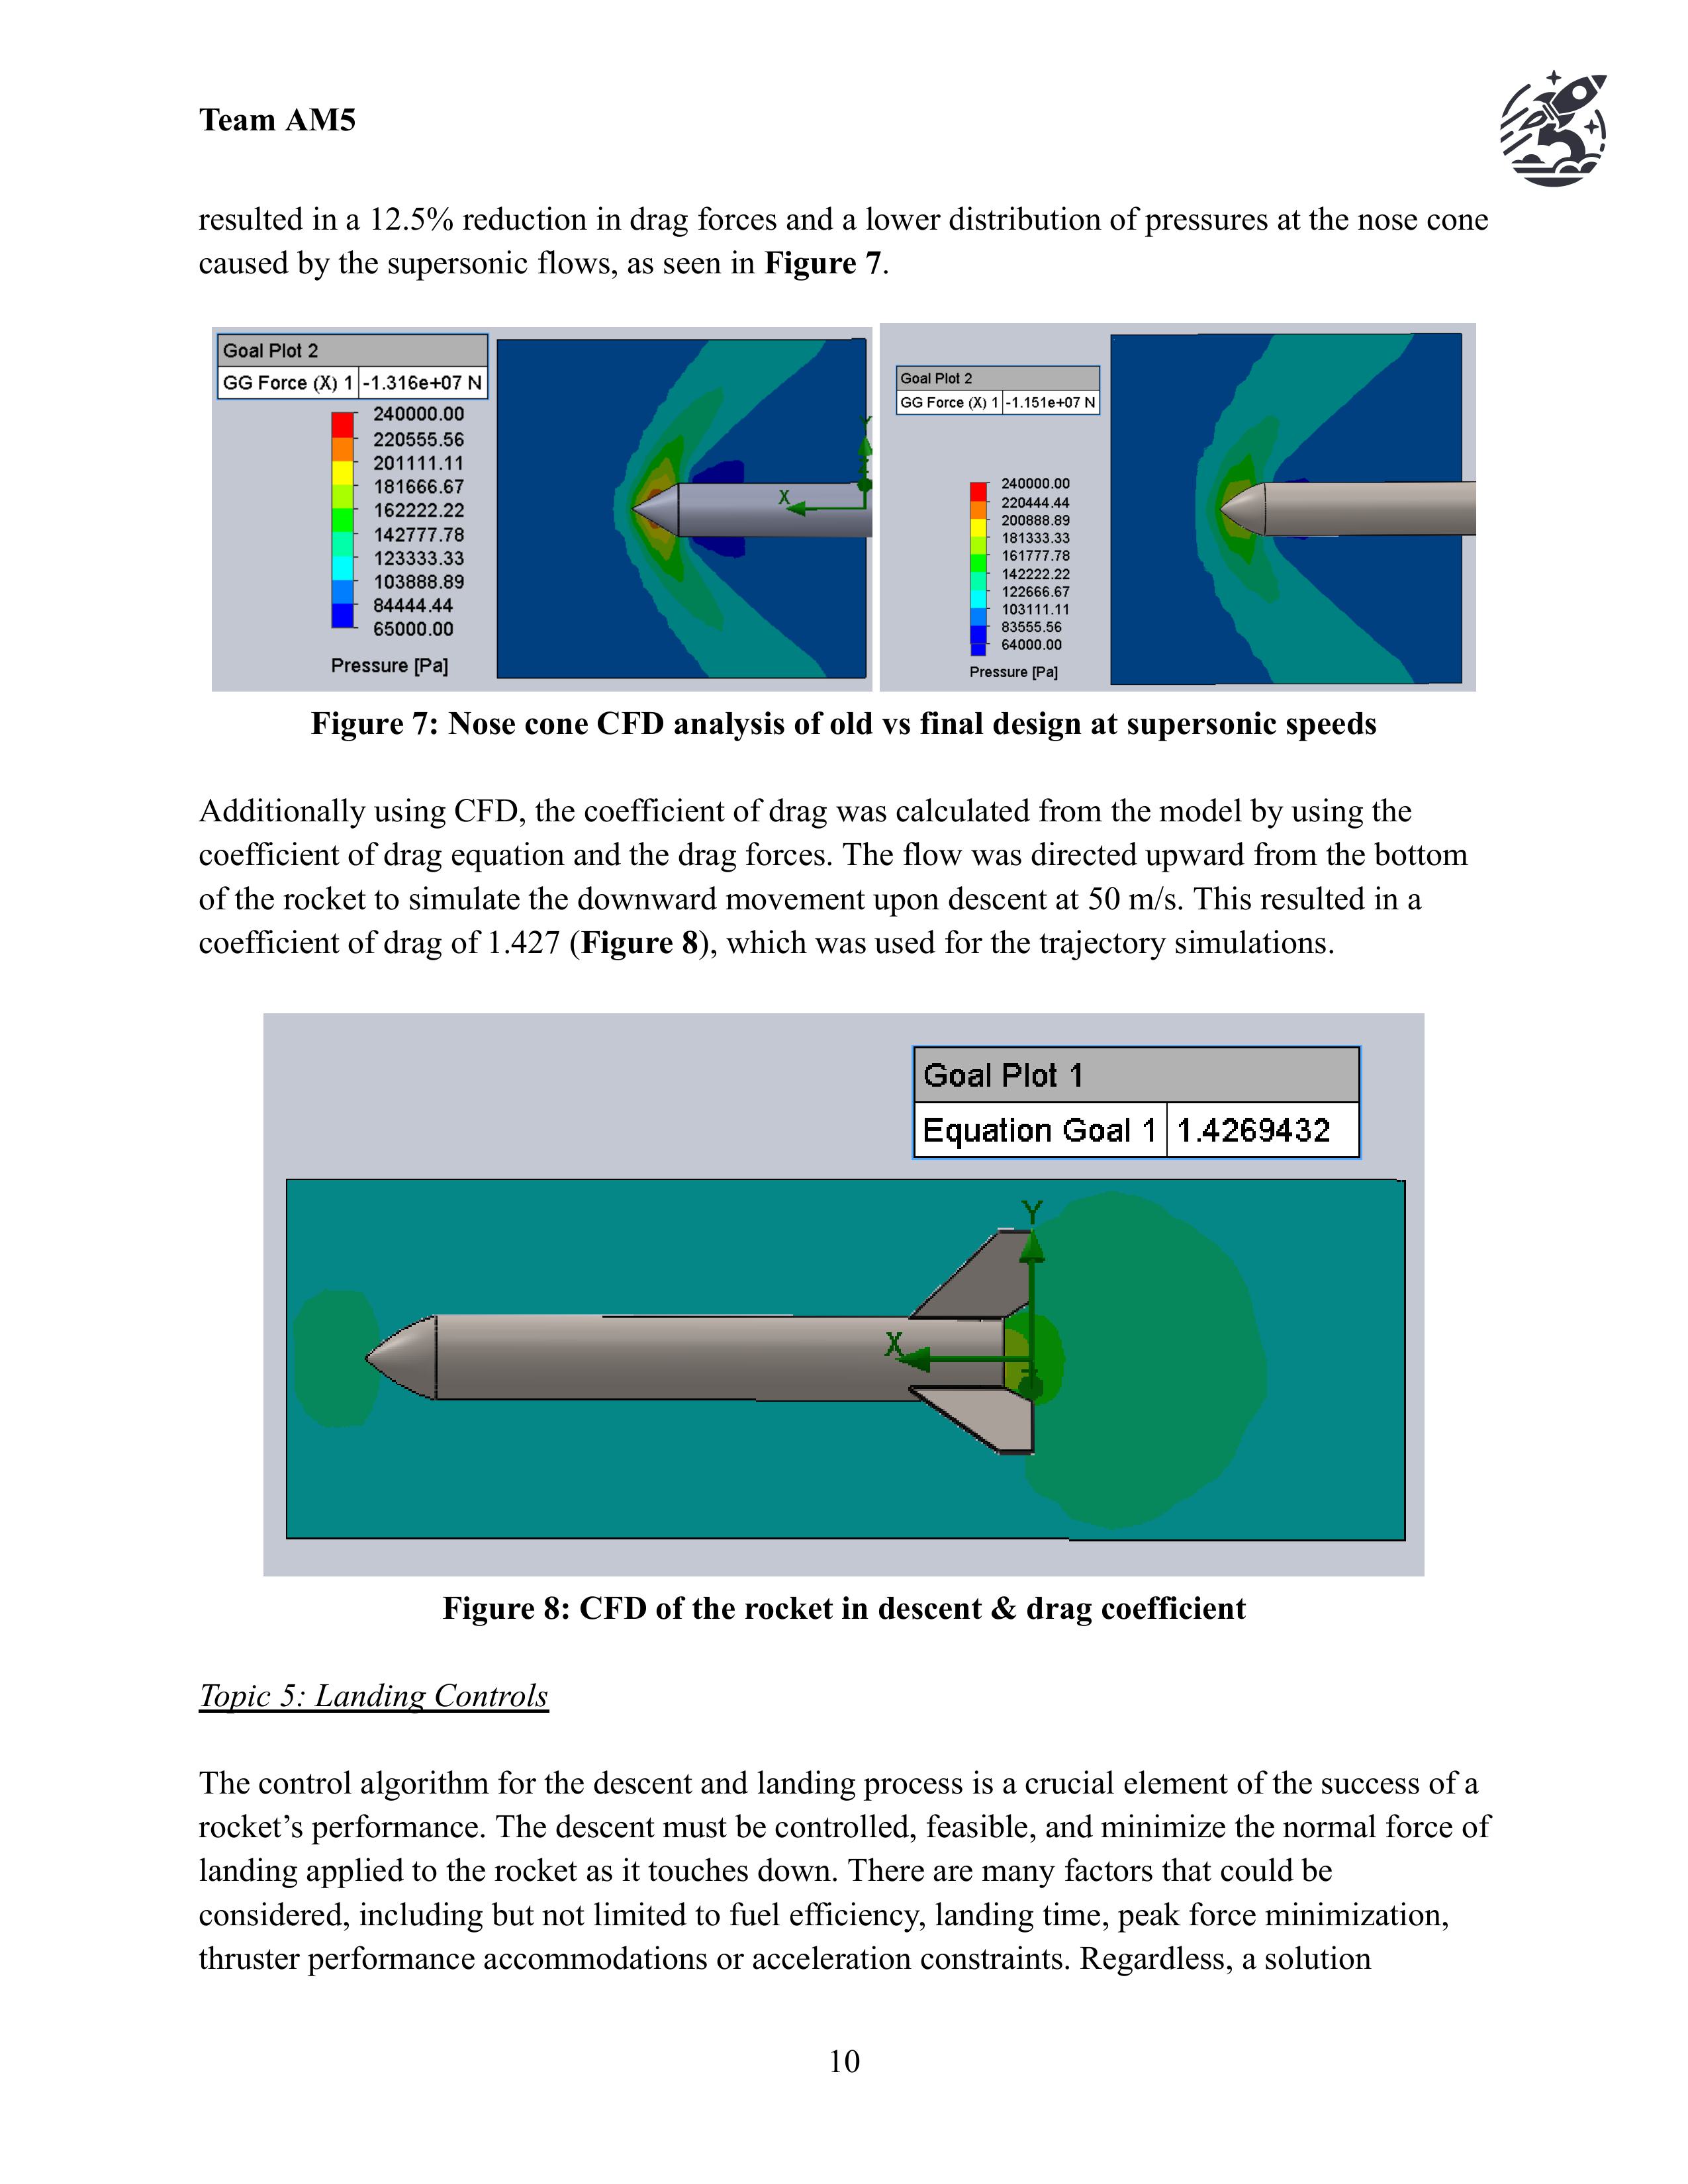 Team AM5
resulted in a 12.5% reduction in drag forces and a lower distribution of pressures at the nose cone
caused by the supersonic flows, as seen in Figure 7.
Goal Plot 2
GG Force (X) 1 -1.316e+07 N
240000.00
220555.56
201111.11
181666.67
162222.22
142777.78
123333.33
103888.89
84444.44
65000.00
Pressure [Pa]
Y
X
Goal Plot 2
GG Force (X) 1 -1.151e+07 N
240000.00
220444.44
200888.89
181333.33
161777.78
142222.22
122666.67
103111.11
83555.56
64000.00
Pressure [Pa]
Figure 7: Nose cone CFD analysis of old vs final design at supersonic speeds
Additionally using CFD, the coefficient of drag was calculated from the model by using the
coefficient of drag equation and the drag forces. The flow was directed upward from the bottom
of the rocket to simulate the downward movement upon descent at 50 m/s. This resulted in a
coefficient of drag of 1.427 (Figure 8), which was used for the trajectory simulations.
Goal Plot 1
Equation Goal 1 1.4269432
Y
X
Figure 8: CFD of the rocket in descent & drag coefficient
Topic 5: Landing Controls
The control algorithm for the descent and landing process is a crucial element of the success of a
rocket’s performance. The descent must be controlled, feasible, and minimize the normal force of
landing applied to the rocket as it touches down. There are many factors that could be
considered, including but not limited to fuel efficiency, landing time, peak force minimization,
thruster performance accommodations or acceleration constraints. Regardless, a solution
10